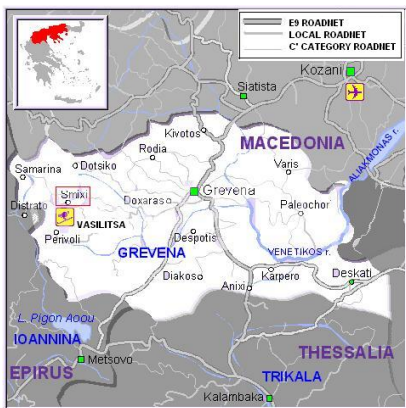 E9 ROADNET
LOCAL ROADNET
C' CATEGORY ROADNET
Kozani
Siatista
Kivotos
MACEDONIA
Rodia
Samarina
Dotsiko
Varis
ALIAKMONAS r.
Smixi
Grevena
Distrato
Doxaraso
Paleochor
VASILITSA
Perivoli
Despotis
GREVENA
VENETIKOS r.
Diakos
Karpero
Deskati
Anixi
L. Pigon Aoou
IOANNINA
THESSALIA
Metsovo
EPIRUS
TRIKALA
Kalambaka